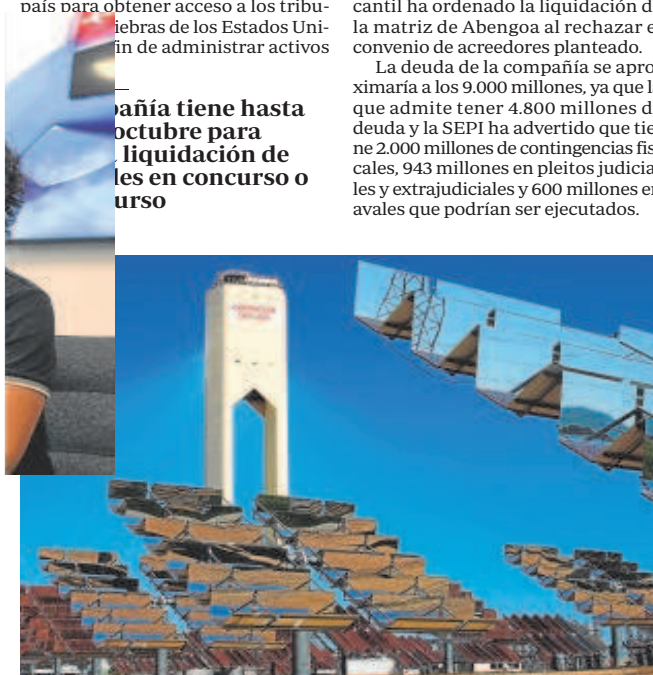 país para obtener acceso a los tribu-
iebras de los Estados Uni-
fin de administrar activos
pañía tiene hasta
octubre para
liquidación de
les en concurso o
urso
cantil ha ordenado la liquidación d
la matriz de Abengoa al rechazar e
convenio de acreedores planteado.
La deuda de la compañía se apro
ximaría a los 9.000 millones, ya que l
que admite tener 4.800 millones d
deuda y la SEPI ha advertido que tie
ne 2.000 millones de contingencias fis
cales, 943 millones en pleitos judicia
les y extrajudiciales y 600 millones en
avales que podrían ser ejecutados.